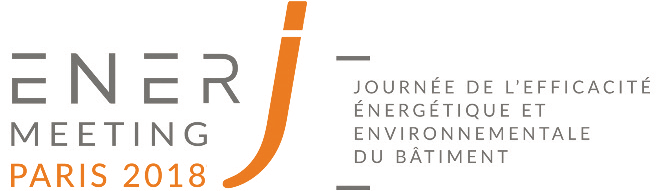 ENERJ
MEETING
PARIS 2018
JOURNÉE DE L'EFFICACITÉ
ÉNERGÉTIQUE ET
ENVIRONNEMENTALE
DU BÂTIMENT